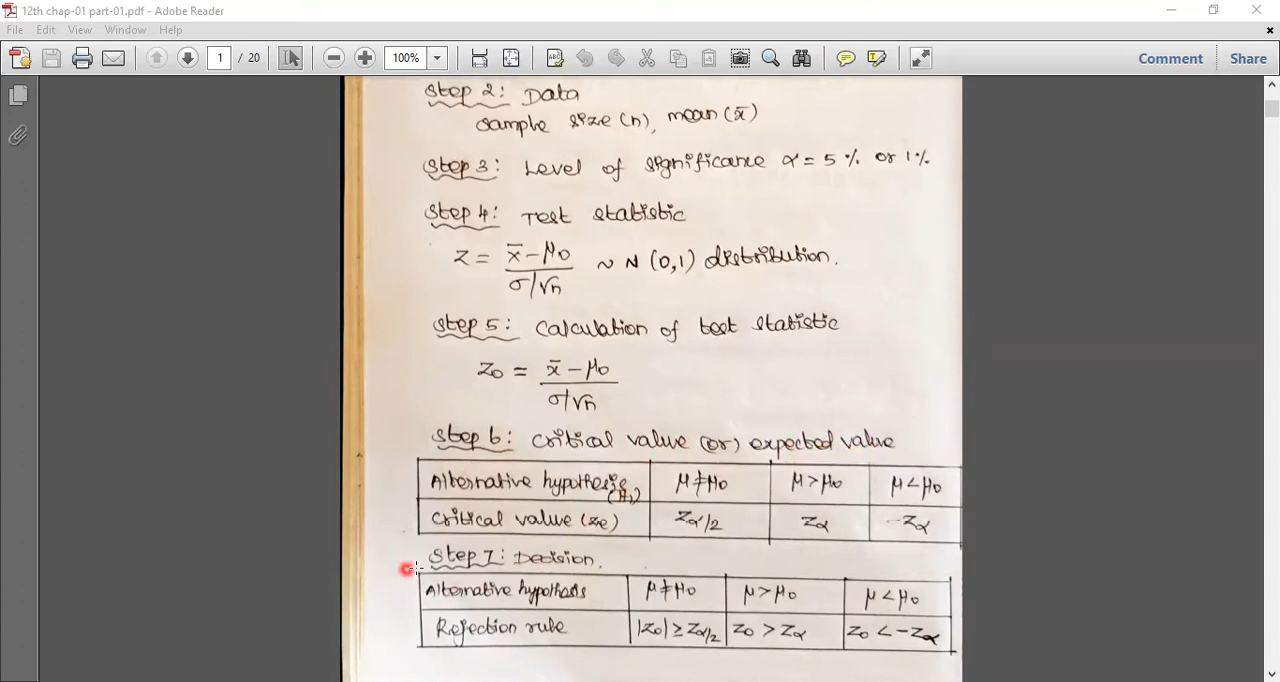 12th chap-01 part-01.pdf - Adobe Reader
File Edit View Window Help
1 / 20 100% Comment Share
Step 2: Data
Sample size (n), mean (x̄)
Step 3: Level of significance α = 5% or 1%
Step 4: Test statistic
Z = x̄ - μ0 / σ/√n ~ N (0,1) distribution.
Step 5: Calculation of test statistic
Z0 = x̄ - μ0 / σ/√n
Step 6: Critical value (or) expected value
Alternative hypothesis (H1) μ ≠ μ0 μ > μ0 μ < μ0
Critical value (Ze) Zα/2 Zα -Zα
Step 7: Decision.
Alternative hypothesis μ ≠ μ0 μ > μ0 μ < μ0
Rejection rule |Z0| ≥ Zα/2 Z0 > Zα Z0 < -Zα